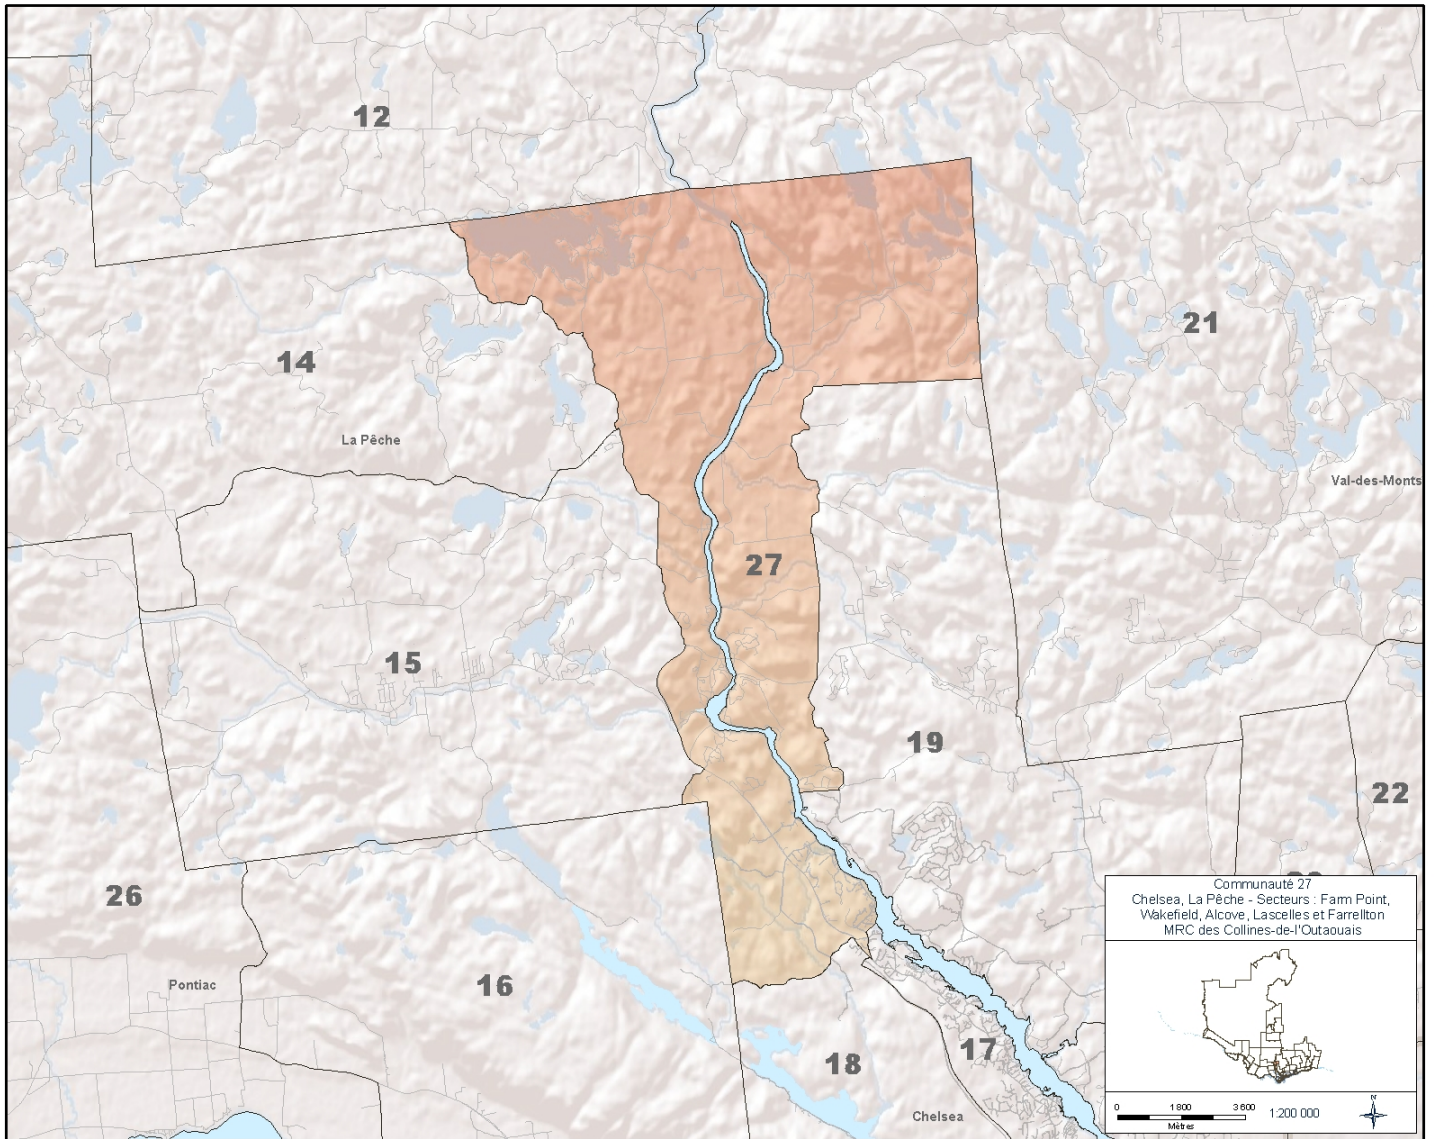 12
21
14
La Pêche
Val-des-Monts
27
15
19
22
26
Communauté 27
Chelsea, La Pêche - Secteurs : Farm Point,
Wakefield, Alcove, Lascelles et Farrellton
MRC des Collines-de-l'Outaouais
16
Pontiac
18
17
Chelsea
N
0 1 800 3 600
Mètres
1:200 000